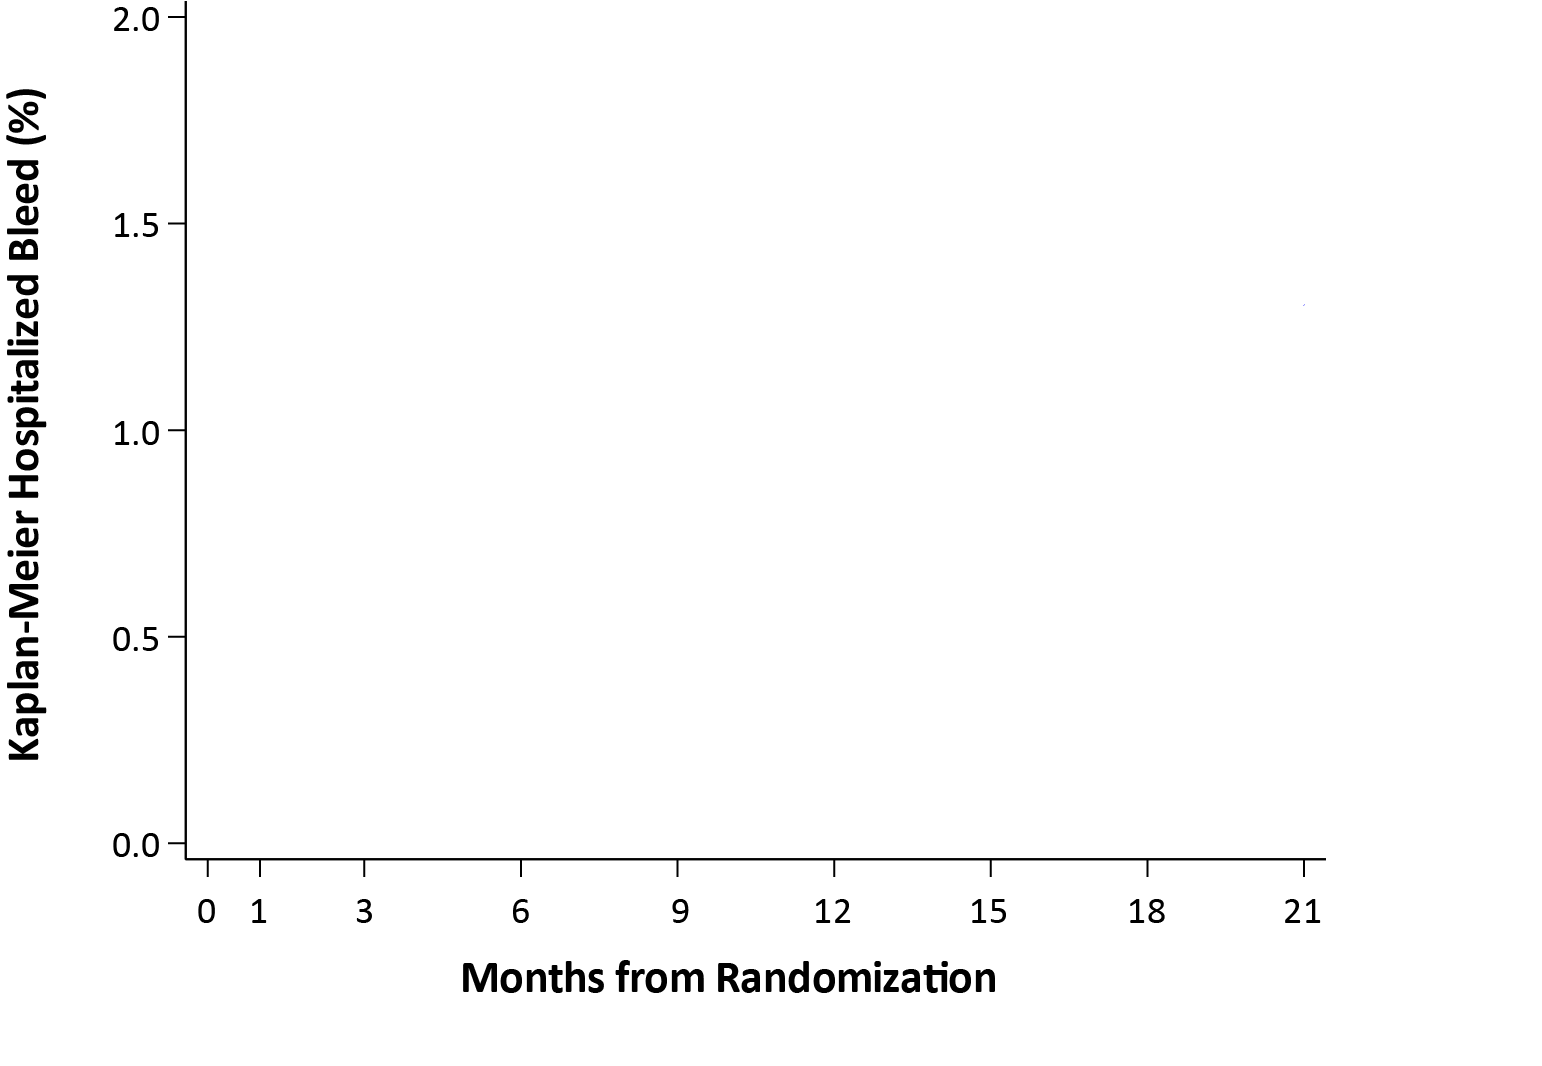 Kaplan-Meier Hospitalized Bleed (%)
2.0
1.5
1.0
0.5
0.0
0 1 3 6 9 12 15 18 21
Months from Randomization